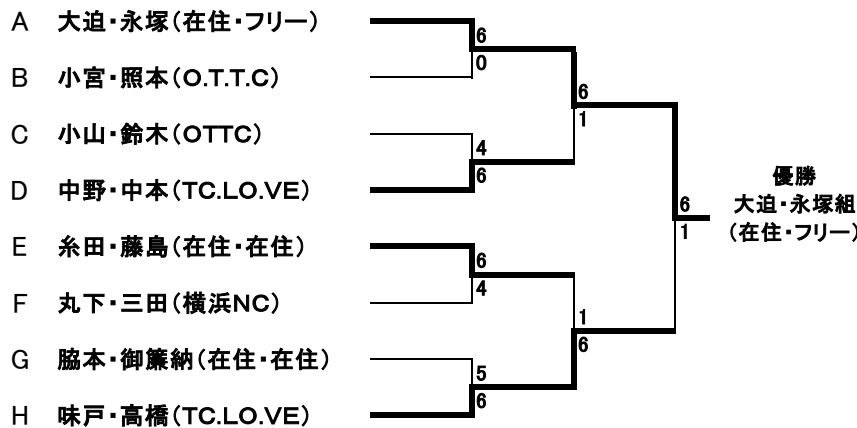 A 大迫・永塚(在住・フリー)
6
0
B 小宮・照本(O.T.T.C)
6
1
C 小山・鈴木(OTTC)
4
6
D 中野・中本(TC.LO.VE)
優勝
大迫・永塚組
(在住・フリー)
6
1
E 糸田・藤島(在住・在住)
6
4
F 丸下・三田(横浜NC)
1
6
G 脇本・御簾納(在住・在住)
5
6
H 味戸・高橋(TC.LO.VE)